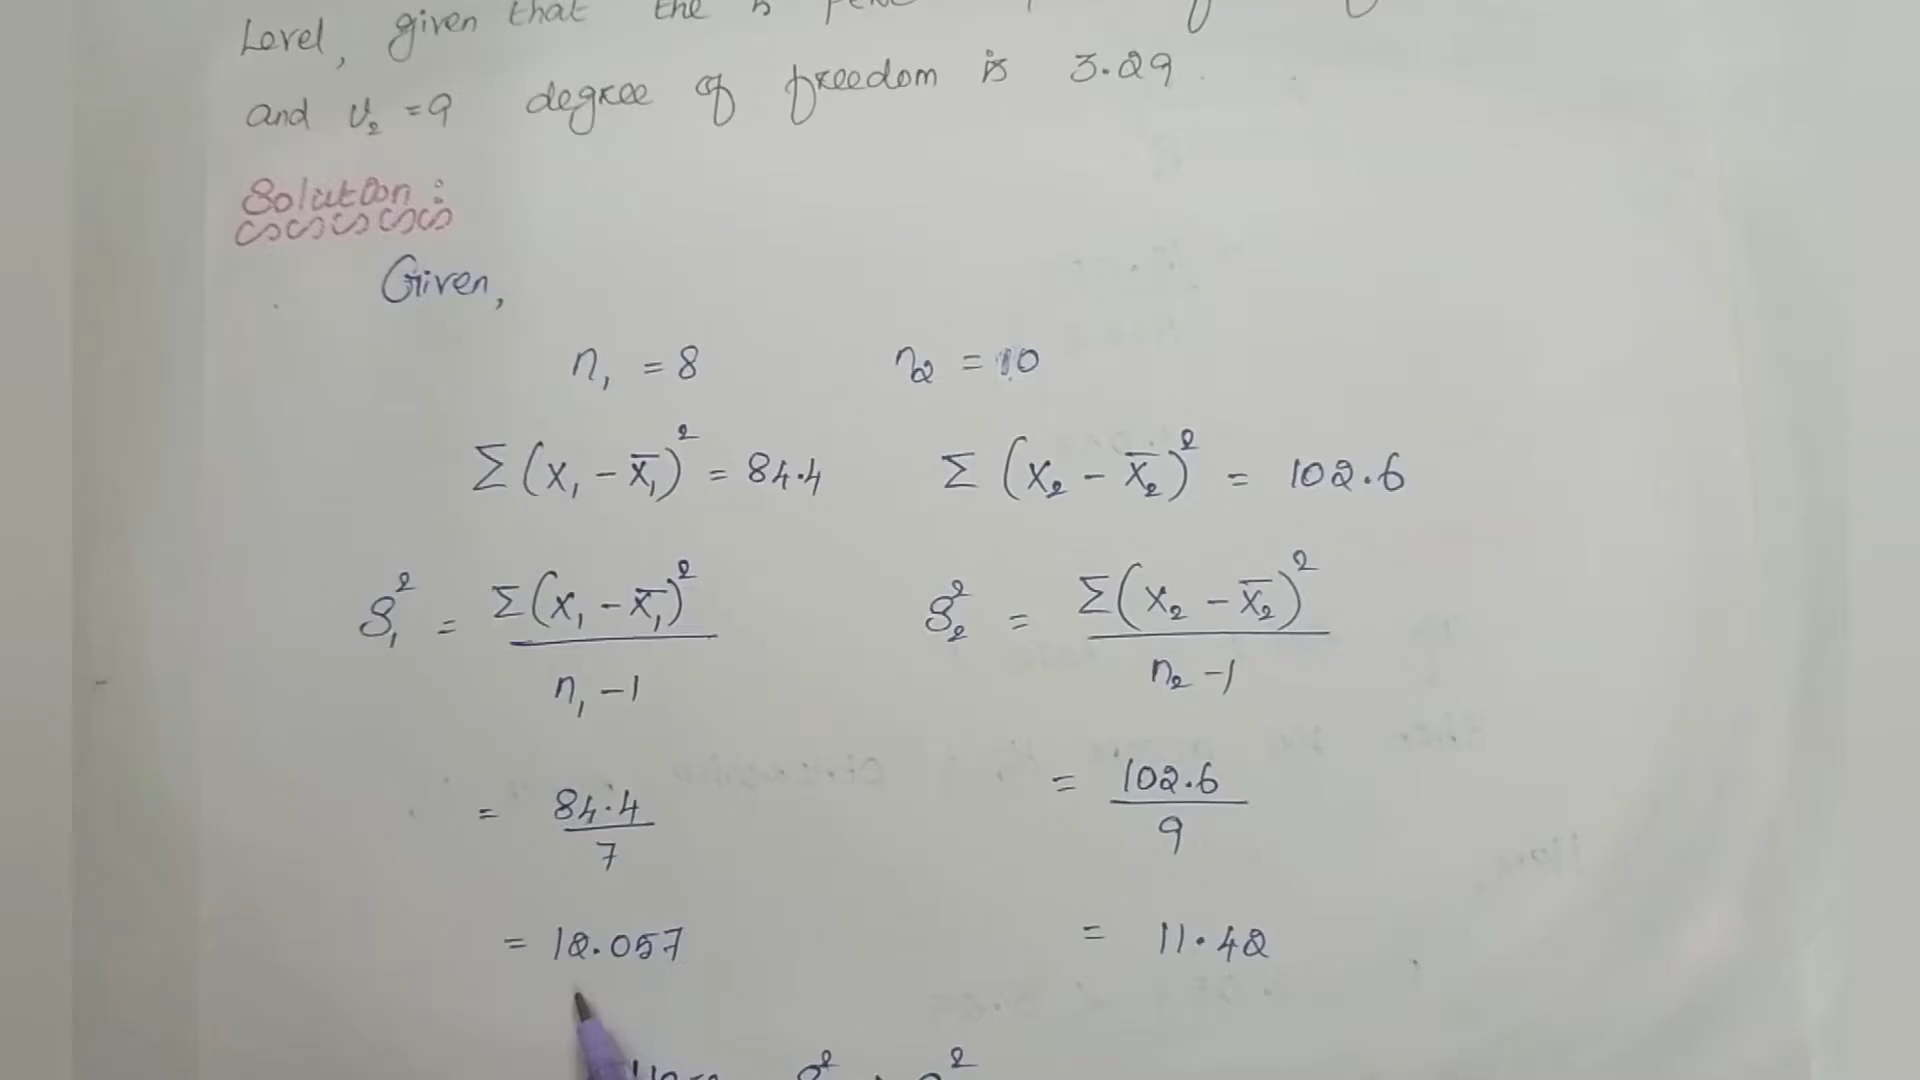 Level, given that the 5
and υ₂ = 9 degree of freedom is 3.29.
Solution:
Given,
n₁ = 8 n₂ = 10
Σ(x₁ - x̄₁)² = 84.4 Σ(x₂ - x̄₂)² = 102.6
S₁² = Σ(x₁ - x̄₁)² / n₁ - 1 S₂² = Σ(x₂ - x̄₂)² / n₂ - 1
= 84.4 / 7 = 102.6 / 9
= 12.057 = 11.42